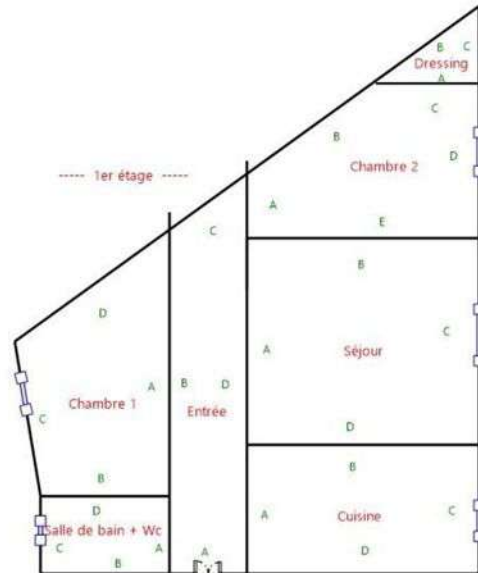 B C
Dressing
A
C
B
D
Chambre 2
----- 1er étage -----
A
E
C
B
D
C
A
Séjour
A
B D
Chambre 1
Entrée
C
D
B
B
D
A
C
Cuisine
Salle de bain + Wc
C
A
A
D
B